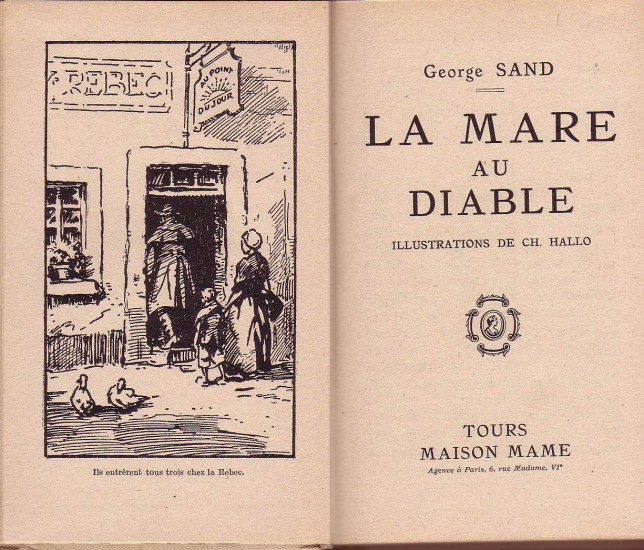 REBEC
AU POINT
DU JOUR
Ils entrèrent tous trois chez la Rebec.
George SAND
LA MARE
AU
DIABLE
ILLUSTRATIONS DE CH. HALLO
TOURS
MAISON MAME
Agence à Paris, 6, rue Madame, VIe